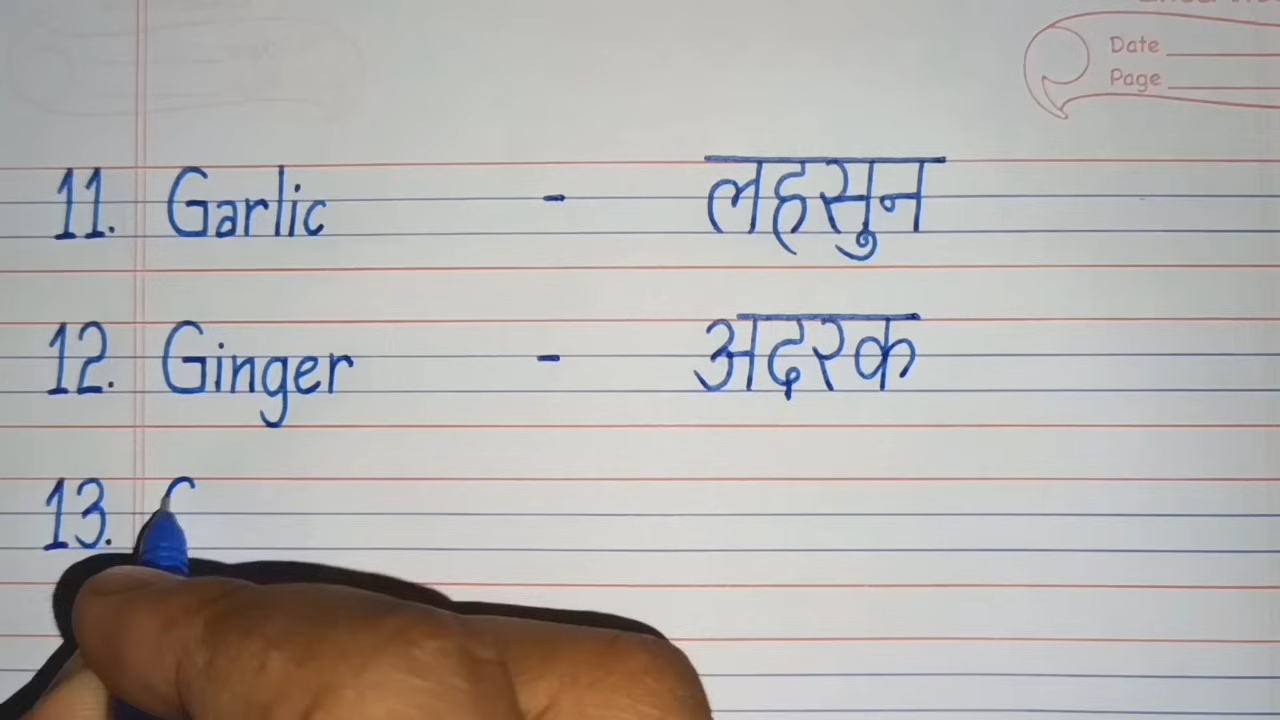 Date
Page
11. Garlic - लहसुन
12. Ginger - अदरक
13.